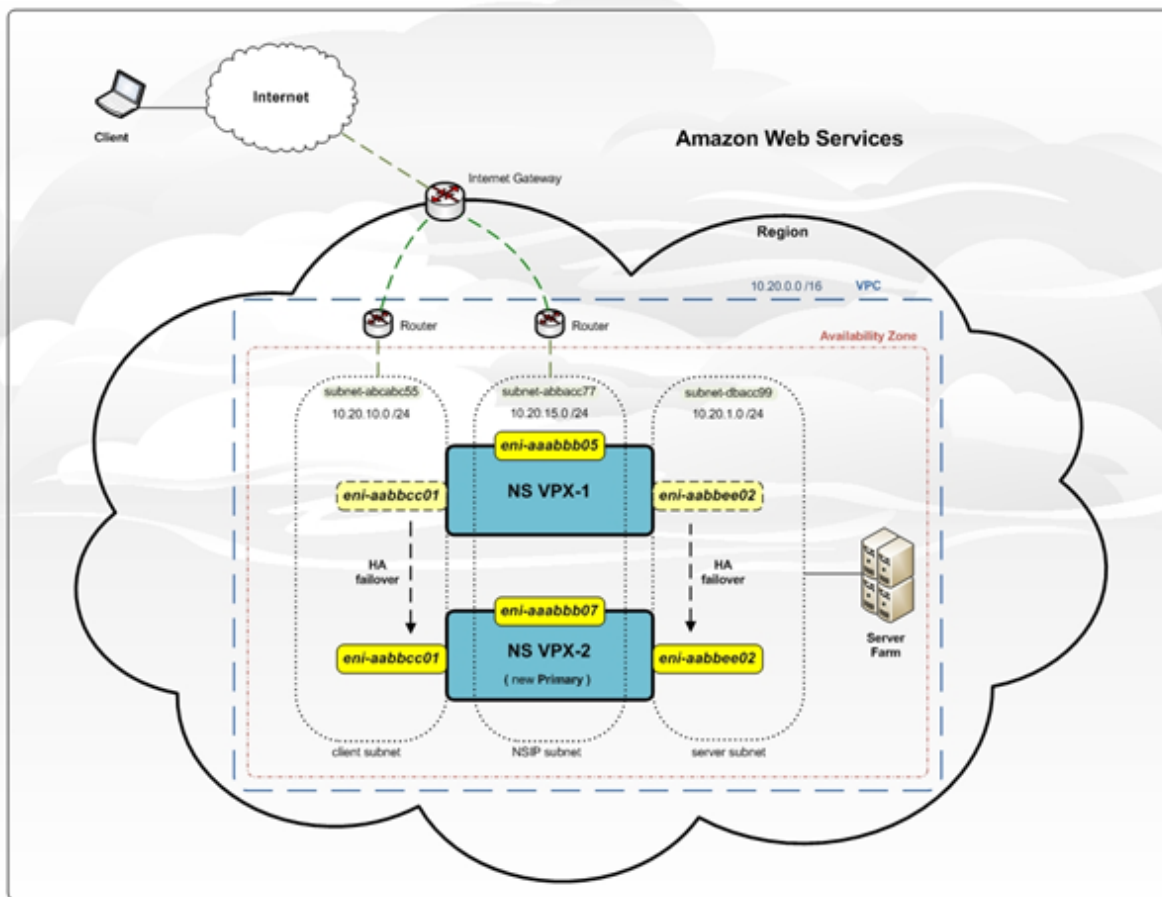 Internet
Client
Amazon Web Services
Internet Gateway
Region
10.20.0.0 /16 VPC
Router
Router
Availability Zone
subnet-abcabc55
subnet-abbacc77
subnet-dbacc99
10.20.10.0 /24
10.20.15.0 /24
10.20.1.0 /24
eni-aaabbb05
NS VPX-1
eni-aabbcc01
eni-aabbee02
HA
failover
HA
failover
eni-aaabbb07
NS VPX-2
( new Primary )
eni-aabbcc01
eni-aabbee02
Server
Farm
client subnet
NSIP subnet
server subnet